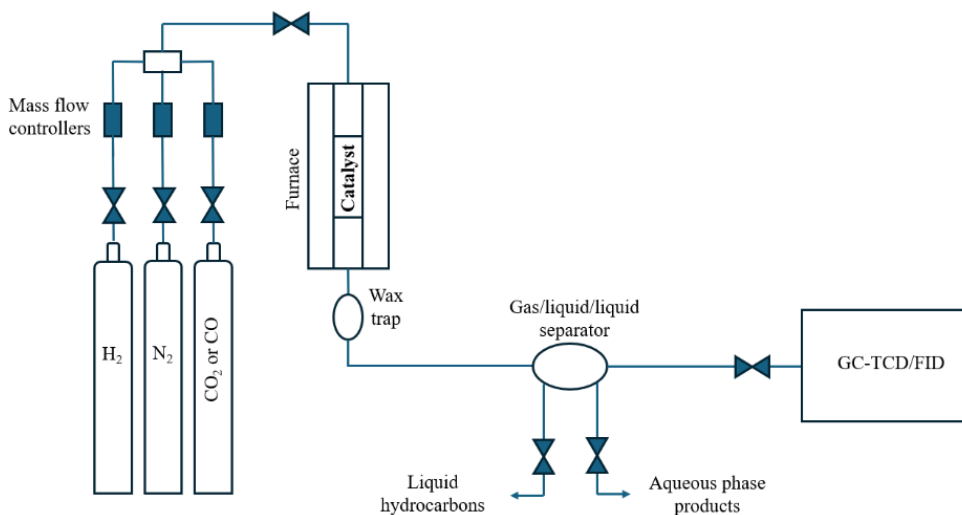 Mass flow
controllers
H₂
N₂
CO₂ or CO
Furnace
Catalyst
Wax
trap
Gas/liquid/liquid
separator
GC-TCD/FID
Liquid
hydrocarbons
Aqueous phase
products